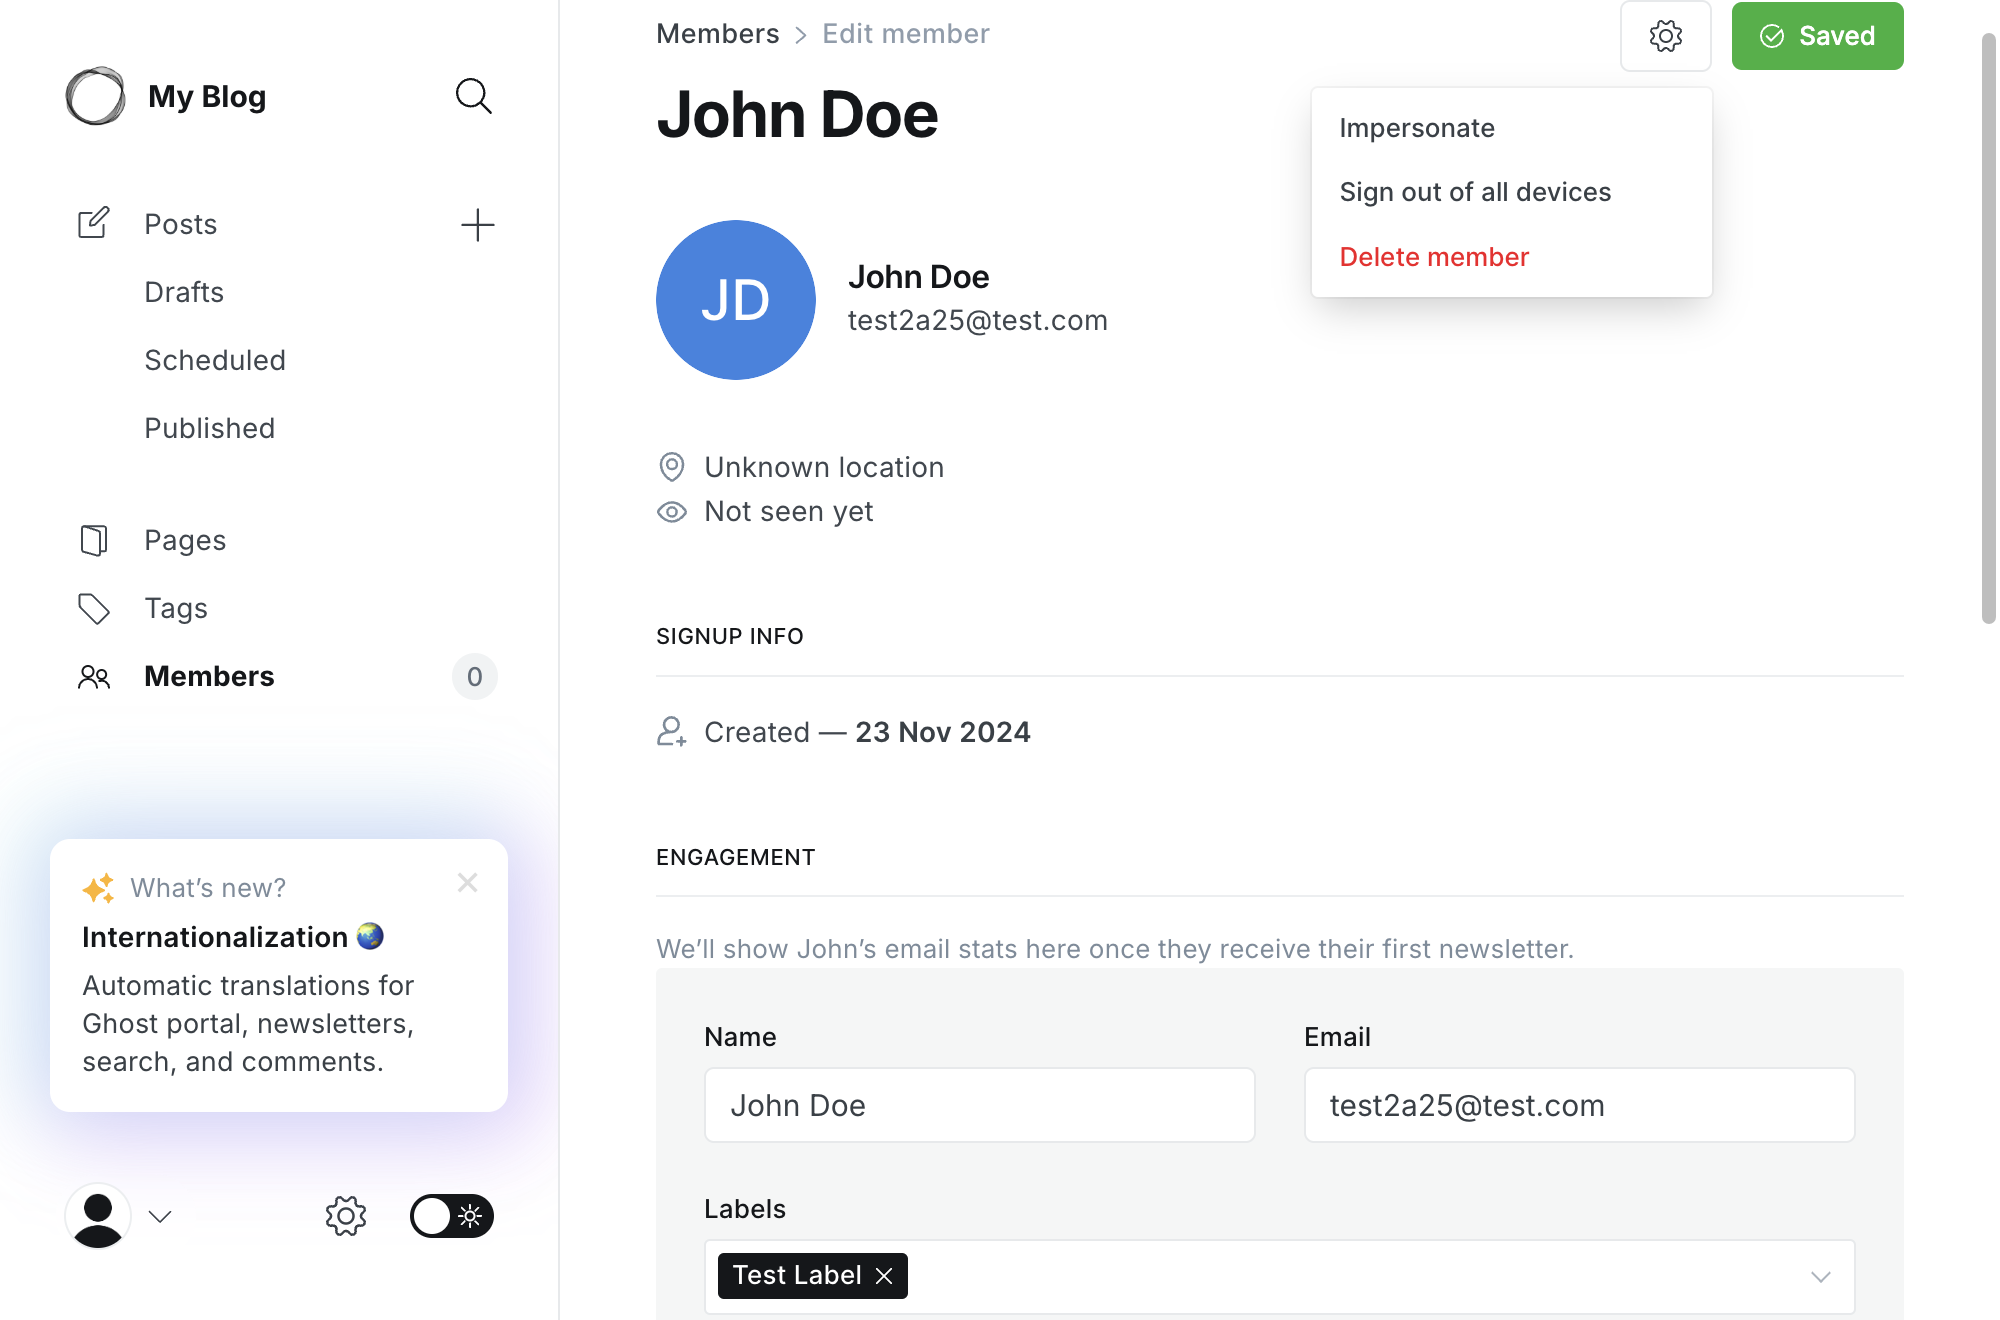 My Blog
Posts
Drafts
Scheduled
Published
Pages
Tags
Members
0
What’s new?
Internationalization 🌏
Automatic translations for
Ghost portal, newsletters,
search, and comments.
Members > Edit member
Saved
John Doe
Impersonate
Sign out of all devices
Delete member
JD
John Doe
test2a25@test.com
Unknown location
Not seen yet
SIGNUP INFO
Created — 23 Nov 2024
ENGAGEMENT
We’ll show John’s email stats here once they receive their first newsletter.
Name
John Doe
Email
test2a25@test.com
Labels
Test Label